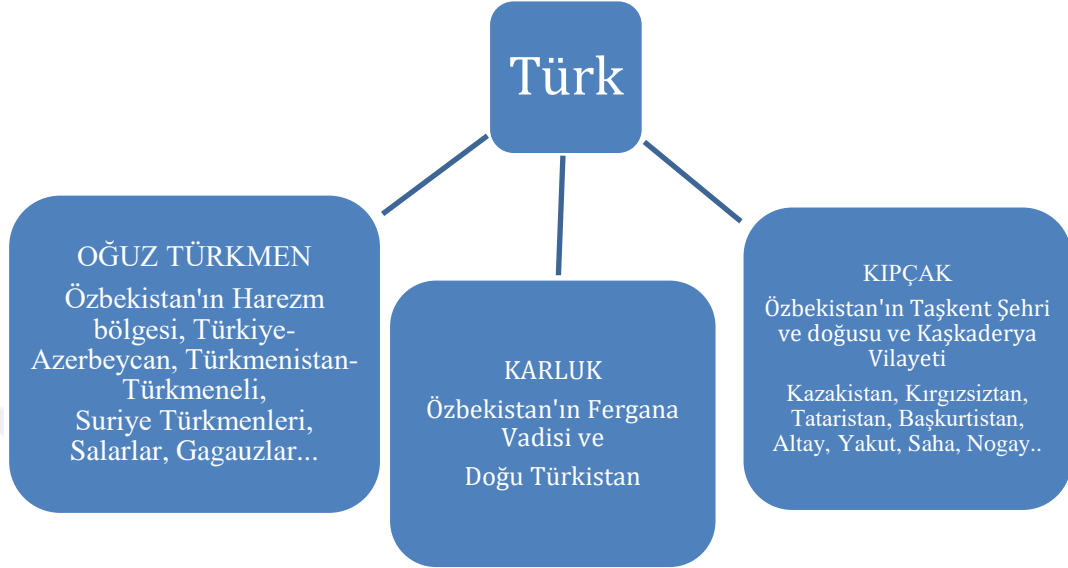 Türk
OĞUZ TÜRKMEN
Özbekistan'ın Harezm
bölgesi, Türkiye-
Azerbeycan, Türkmenistan-
Türkmeneli,
Suriye Türkmenleri,
Salarlar, Gagauzlar...
KARLUK
Özbekistan'ın Fergana
Vadisi ve
Doğu Türkistan
KIPÇAK
Özbekistan'ın Taşkent Şehri
ve doğusu ve Kaşkaderya
Vilayeti
Kazakistan, Kırgızsiztan,
Tataristan, Başkurtistan,
Altay, Yakut, Saha, Nogay..